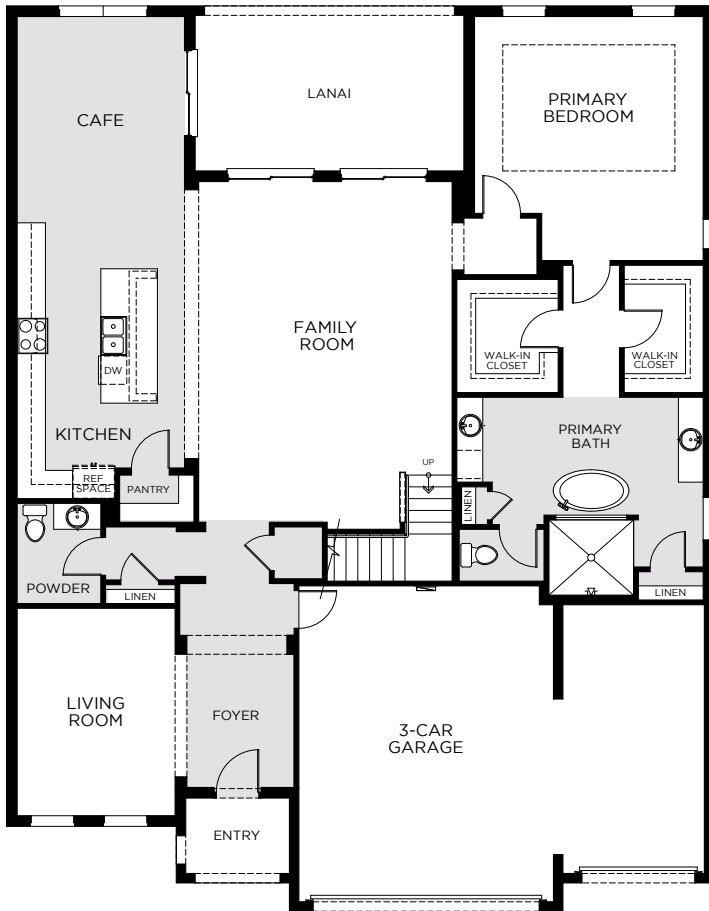 CAFE
LANAI
PRIMARY
BEDROOM
FAMILY
ROOM
WALK-IN
CLOSET
WALK-IN
CLOSET
DW
KITCHEN
PRIMARY
BATH
UP
REF
SPACE
PANTRY
LINEN
POWDER
LINEN
LINEN
LIVING
ROOM
FOYER
3-CAR
GARAGE
ENTRY